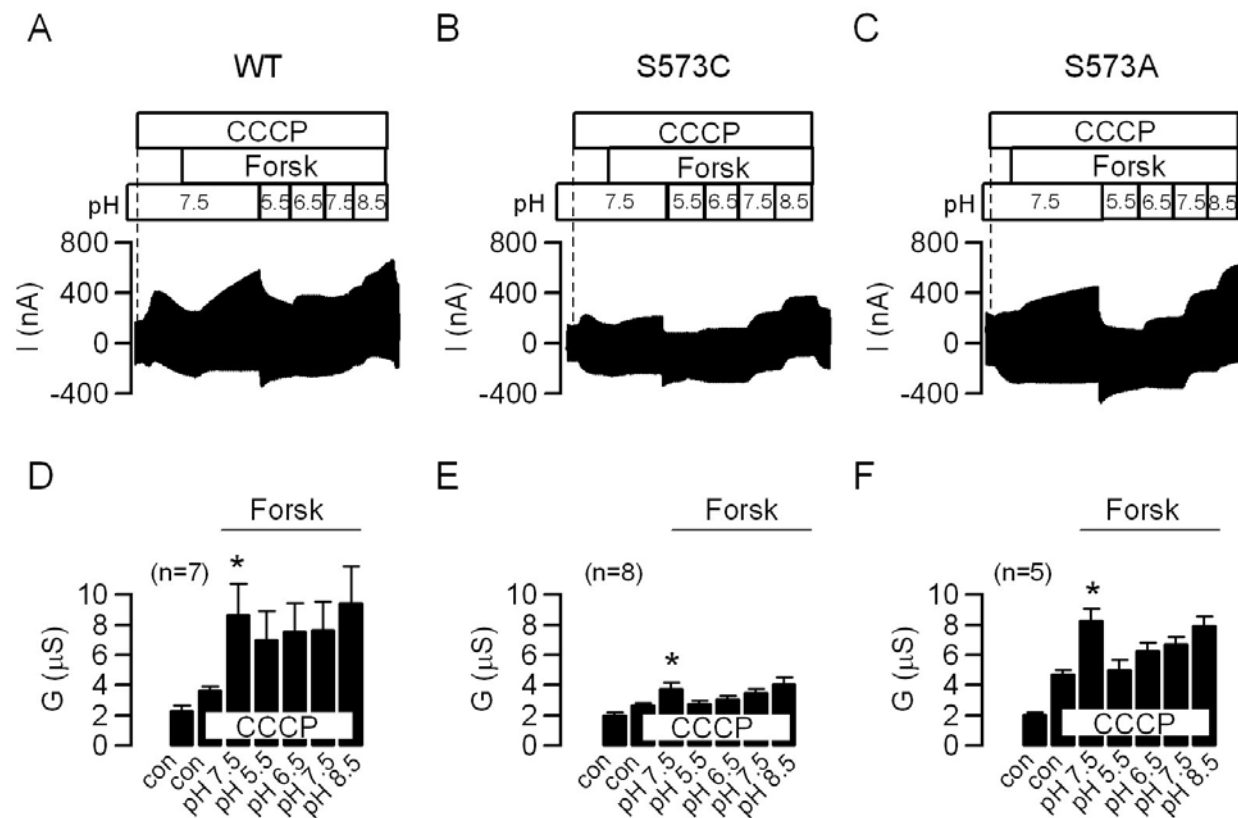 A
B
C
WT
S573C
S573A
CCCP
CCCP
CCCP
Forsk
Forsk
Forsk
pH 7.5 5.5 6.5 7.5 8.5
pH 7.5 5.5 6.5 7.5 8.5
pH 7.5 5.5 6.5 7.5 8.5
800
400
0
-400
I (nA)
800
400
0
-400
I (nA)
800
400
0
-400
I (nA)
D
E
F
Forsk
Forsk
Forsk
(n=7)
*
10
8
6
4
2
0
G (μS)
CCCP
con
con
pH 7.5
pH 5.5
pH 6.5
pH 7.5
pH 8.5
(n=8)
*
10
8
6
4
2
0
G (μS)
CCCP
con
con
pH 7.5
pH 5.5
pH 6.5
pH 7.5
pH 8.5
(n=5)
*
10
8
6
4
2
0
G (μS)
CCCP
con
con
pH 7.5
pH 5.5
pH 6.5
pH 7.5
pH 8.5